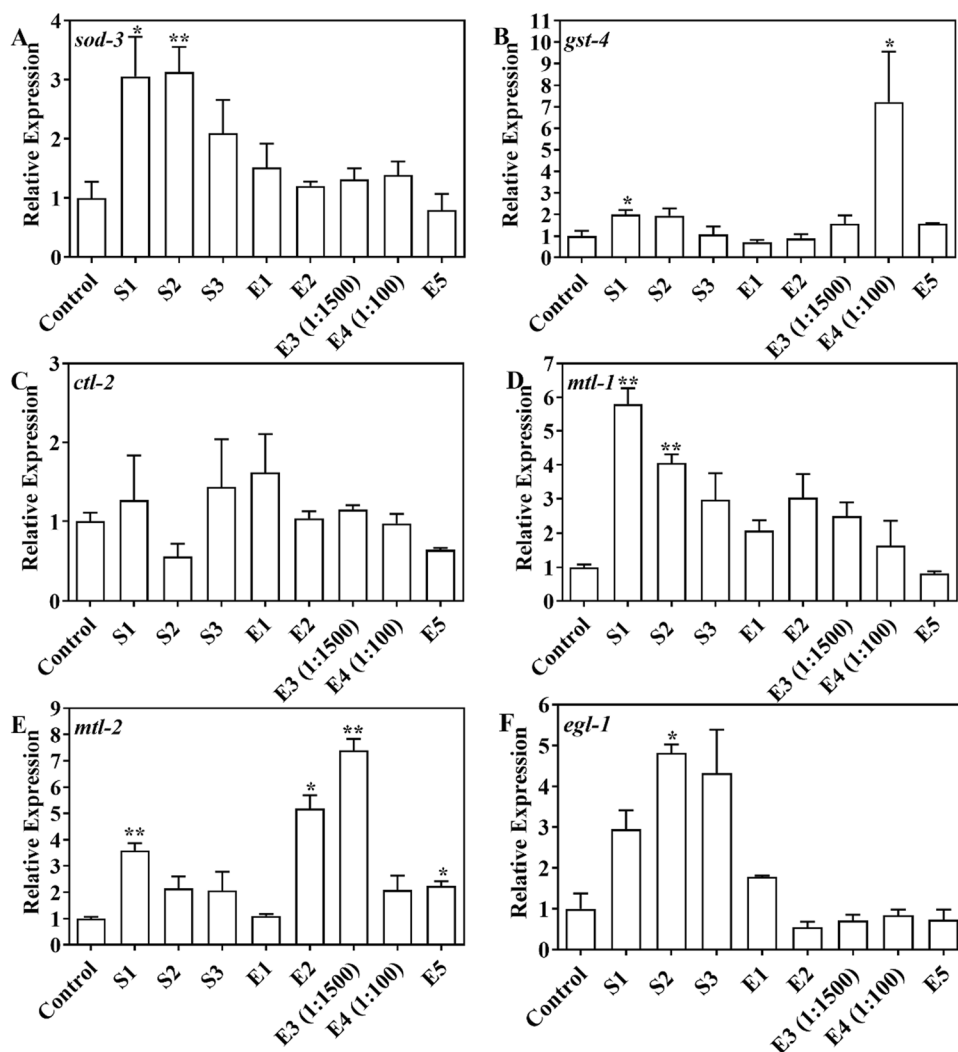 A
sod-3
Relative Expression
4
3
2
1
0
*
**
Control
S1
S2
S3
E1
E2
E3 (1:1500)
E4 (1:100)
E5
B
gst-4
Relative Expression
11
10
9
8
7
6
5
4
3
2
1
0
*
*
Control
S1
S2
S3
E1
E2
E3 (1:1500)
E4 (1:100)
E5
C
ctl-2
Relative Expression
3
2
1
0
Control
S1
S2
S3
E1
E2
E3 (1:1500)
E4 (1:100)
E5
D
mtl-1
Relative Expression
7
6
5
4
3
2
1
0
**
**
Control
S1
S2
S3
E1
E2
E3 (1:1500)
E4 (1:100)
E5
E
mtl-2
Relative Expression
9
8
7
6
5
4
3
2
1
0
**
*
**
*
Control
S1
S2
S3
E1
E2
E3 (1:1500)
E4 (1:100)
E5
F
egl-1
Relative Expression
6
5
4
3
2
1
0
*
Control
S1
S2
S3
E1
E2
E3 (1:1500)
E4 (1:100)
E5